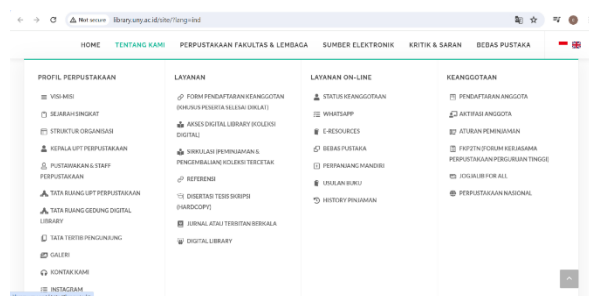 Not secure library.uny.ac.id/site/?lang=ind
HOME TENTANG KAMI PERPUSTAKAAN FAKULTAS & LEMBAGA SUMBER ELEKTRONIK KRITIK & SARAN BEBAS PUSTAKA
PROFIL PERPUSTAKAAN
VISI-MISI
SEJARAH SINGKAT
STRUKTUR ORGANISASI
KEPALA UPT PERPUSTAKAAN
PUSTAWAKAN & STAFF
PERPUSTAKAAN
TATA RUANG UPT PERPUSTAKAAN
TATA RUANG GEDUNG DIGITAL
LIBRARY
TATA TERTIB PENGUNJUNG
GALERI
KONTAK KAMI
INSTAGRAM
LAYANAN
FORM PENDAFTARAN KEANGGOTAAN
(KHUSUS PESERTA SELESAI DIKLAT)
AKSES DIGITAL LIBRARY (KOLEKSI
DIGITAL)
SIRKULASI (PEMINJAMAN &
PENGEMBALIAN) KOLEKSI TERCETAK
REFERENSI
DISERTASI TESIS SKRIPSI
(HARDCOPY)
JURNAL ATAU TERBITAN BERKALA
DIGITAL LIBRARY
LAYANAN ON-LINE
STATUS KEANGGOTAAN
WHATSAPP
E-RESOURCES
BEBAS PUSTAKA
PERPANJANG MANDIRI
USULAN BUKU
HISTORY PINJAMAN
KEANGGOTAAN
PENDAFTARAN ANGGOTA
AKTIFASI ANGGOTA
ATURAN PEMINJAMAN
FKP2TN (FORUM KERJASAMA
PERPUSTAKAAN PERGURUAN TINGGI)
JOGJALIB FOR ALL
PERPUSTAKAAN NASIONAL